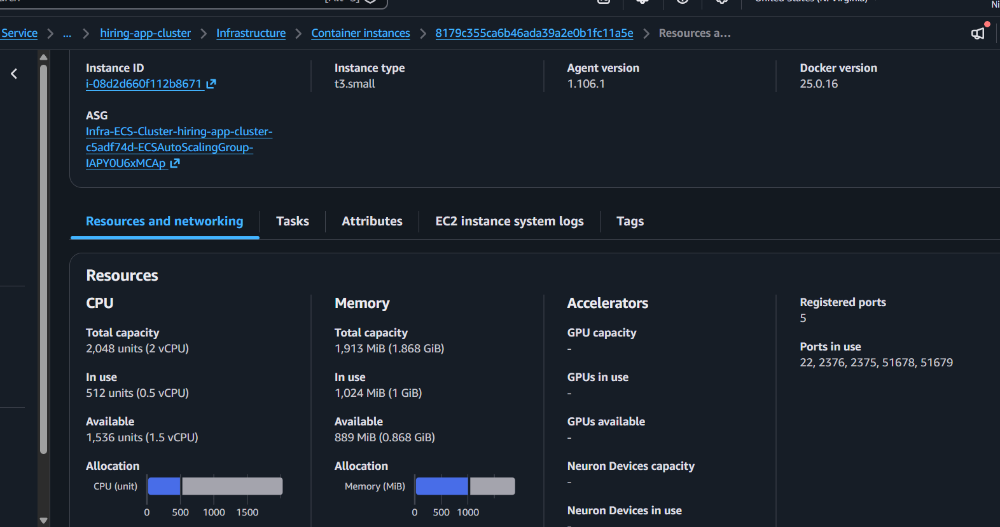 Service > ... > hiring-app-cluster > Infrastructure > Container instances > 8179c355ca6b46ada39a2e0b1fc11a5e > Resources a...
Instance ID
i-08d2d660f112b8671
Instance type
t3.small
Agent version
1.106.1
Docker version
25.0.16
ASG
Infra-ECS-Cluster-hiring-app-cluster-
c5adf74d-ECSAutoScalingGroup-
IAPY0U6xMCAp
Resources and networking
Tasks
Attributes
EC2 instance system logs
Tags
Resources
CPU
Total capacity
2,048 units (2 vCPU)
In use
512 units (0.5 vCPU)
Available
1,536 units (1.5 vCPU)
Allocation
CPU (unit)
0 500 1000 1500
Memory
Total capacity
1,913 MiB (1.868 GiB)
In use
1,024 MiB (1 GiB)
Available
889 MiB (0.868 GiB)
Allocation
Memory (MiB)
0 500 1000
Accelerators
GPU capacity
-
GPUs in use
-
GPUs available
-
Neuron Devices capacity
-
Neuron Devices in use
Registered ports
5
Ports in use
22, 2376, 2375, 51678, 51679